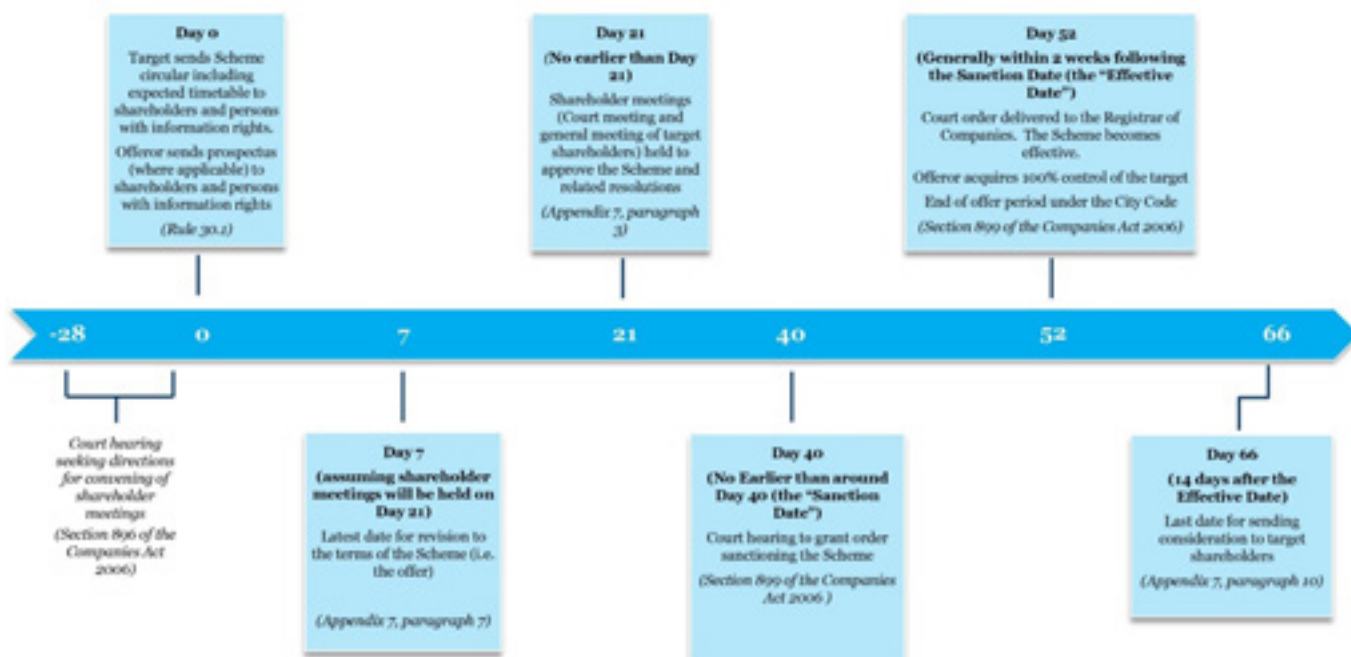 Day 0
Target sends Scheme
circular including
expected timetable to
shareholders and persons
with information rights.
Offeror sends prospectus
(where applicable) to
shareholders and persons
with information rights
(Rule 30.1)
Day 21
(No earlier than Day
21)
Shareholder meetings
(Court meeting and
general meeting of target
shareholders) held to
approve the Scheme and
related resolutions
(Appendix 7, paragraph
3)
Day 52
(Generally within 2 weeks following
the Sanction Date (the “Effective
Date”)
Court order delivered to the Registrar of
Companies. The Scheme becomes
effective.
Offeror acquires 100% control of the target
End of offer period under the City Code
(Section 899 of the Companies Act 2006)
-28 0 7 21 40 52 66
Court hearing
seeking directions
for convening of
shareholder
meetings
(Section 896 of the
Companies Act
2006)
Day 7
(assuming shareholder
meetings will be held on
Day 21)
Latest date for revision to
the terms of the Scheme (i.e.
the offer)
(Appendix 7, paragraph 7)
Day 40
(No Earlier than around
Day 40 (the “Sanction
Date”)
Court hearing to grant order
sanctioning the Scheme
(Section 899 of the Companies
Act 2006 )
Day 66
(14 days after the
Effective Date)
Last date for sending
consideration to target
shareholders
(Appendix 7, paragraph 10)